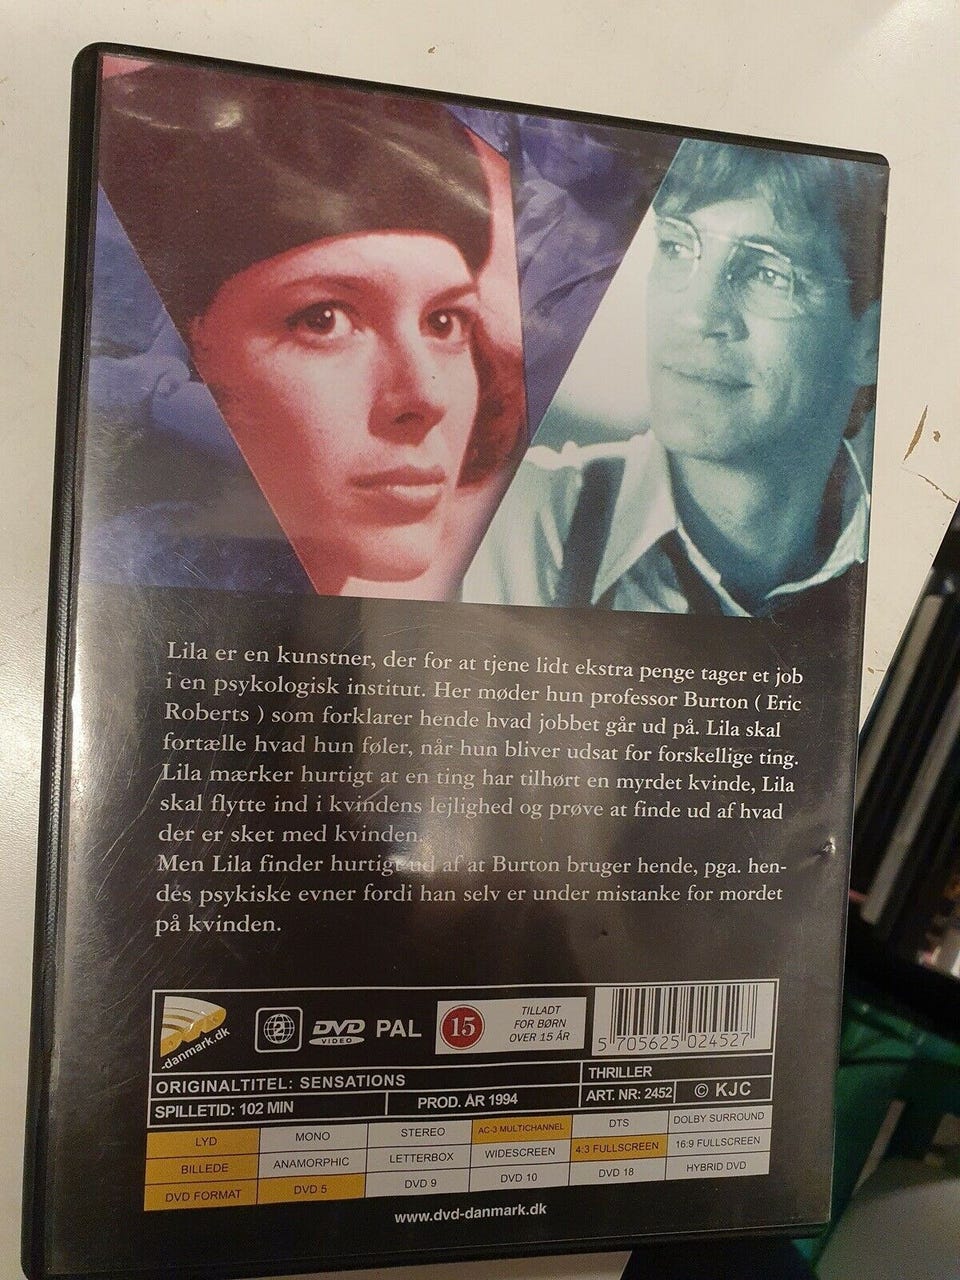 Lila er en kunstner, der for at tjene lidt ekstra penge tager et job
i en psykologisk institut. Her møder hun professor Burton ( Eric
Roberts ) som forklarer hende hvad jobbet går ud på. Lila skal
fortælle hvad hun føler, når hun bliver udsat for forskellige ting.
Lila mærker hurtigt at en ting har tilhørt en myrdet kvinde, Lila
skal flytte ind i kvindens lejlighed og prøve at finde ud af hvad
der er sket med kvinden.
Men Lila finder hurtigt ud af at Burton bruger hende, pga. hen-
des psykiske evner fordi han selv er under mistanke for mordet
på kvinden.
-danmark.dk
2
DVD VIDEO
PAL
15
TILLADT
FOR BØRN
OVER 15 ÅR
5 705625 024527
ORIGINALTITEL: SENSATIONS
THRILLER
SPILLETID: 102 MIN
PROD. ÅR 1994
ART. NR: 2452
© KJC
LYD MONO STEREO AC-3 MULTICHANNEL DTS DOLBY SURROUND
BILLEDE ANAMORPHIC LETTERBOX WIDESCREEN 4:3 FULLSCREEN 16:9 FULLSCREEN
DVD FORMAT DVD 5 DVD 9 DVD 10 DVD 18 HYBRID DVD
www.dvd-danmark.dk